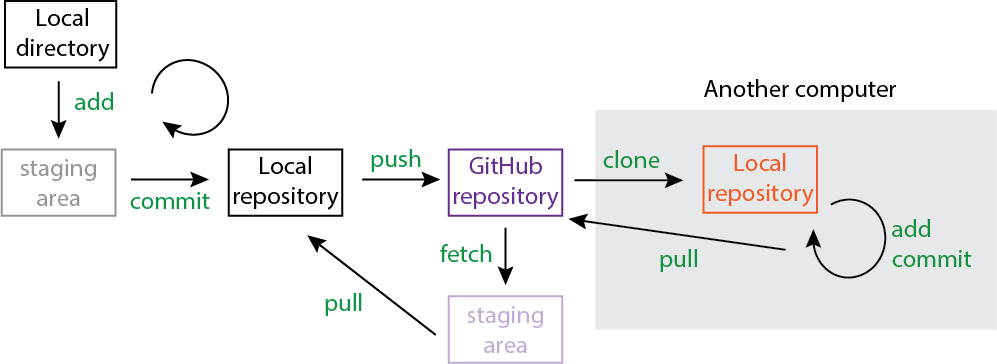 Local
directory
add
Another computer
staging
area
commit
Local
repository
push
GitHub
repository
clone
Local
repository
add
commit
pull
fetch
pull
staging
area